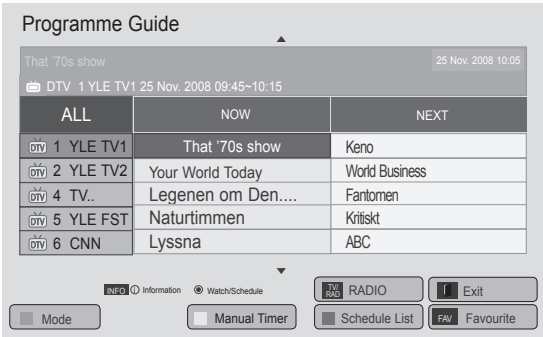 Programme Guide
That '70s show 25 Nov. 2008 10:05
DTV 1 YLE TV1 25 Nov. 2008 09:45~10:15
ALL NOW NEXT
DTV 1 YLE TV1 That '70s show Keno
DTV 2 YLE TV2 Your World Today World Business
DTV 4 TV.. Legenen om Den.... Fantomen
DTV 5 YLE FST Naturtimmen Kritiskt
DTV 6 CNN Lyssna ABC
INFO i Information Watch/Schedule TV/RAD RADIO Exit
Mode Manual Timer Schedule List FAV Favourite